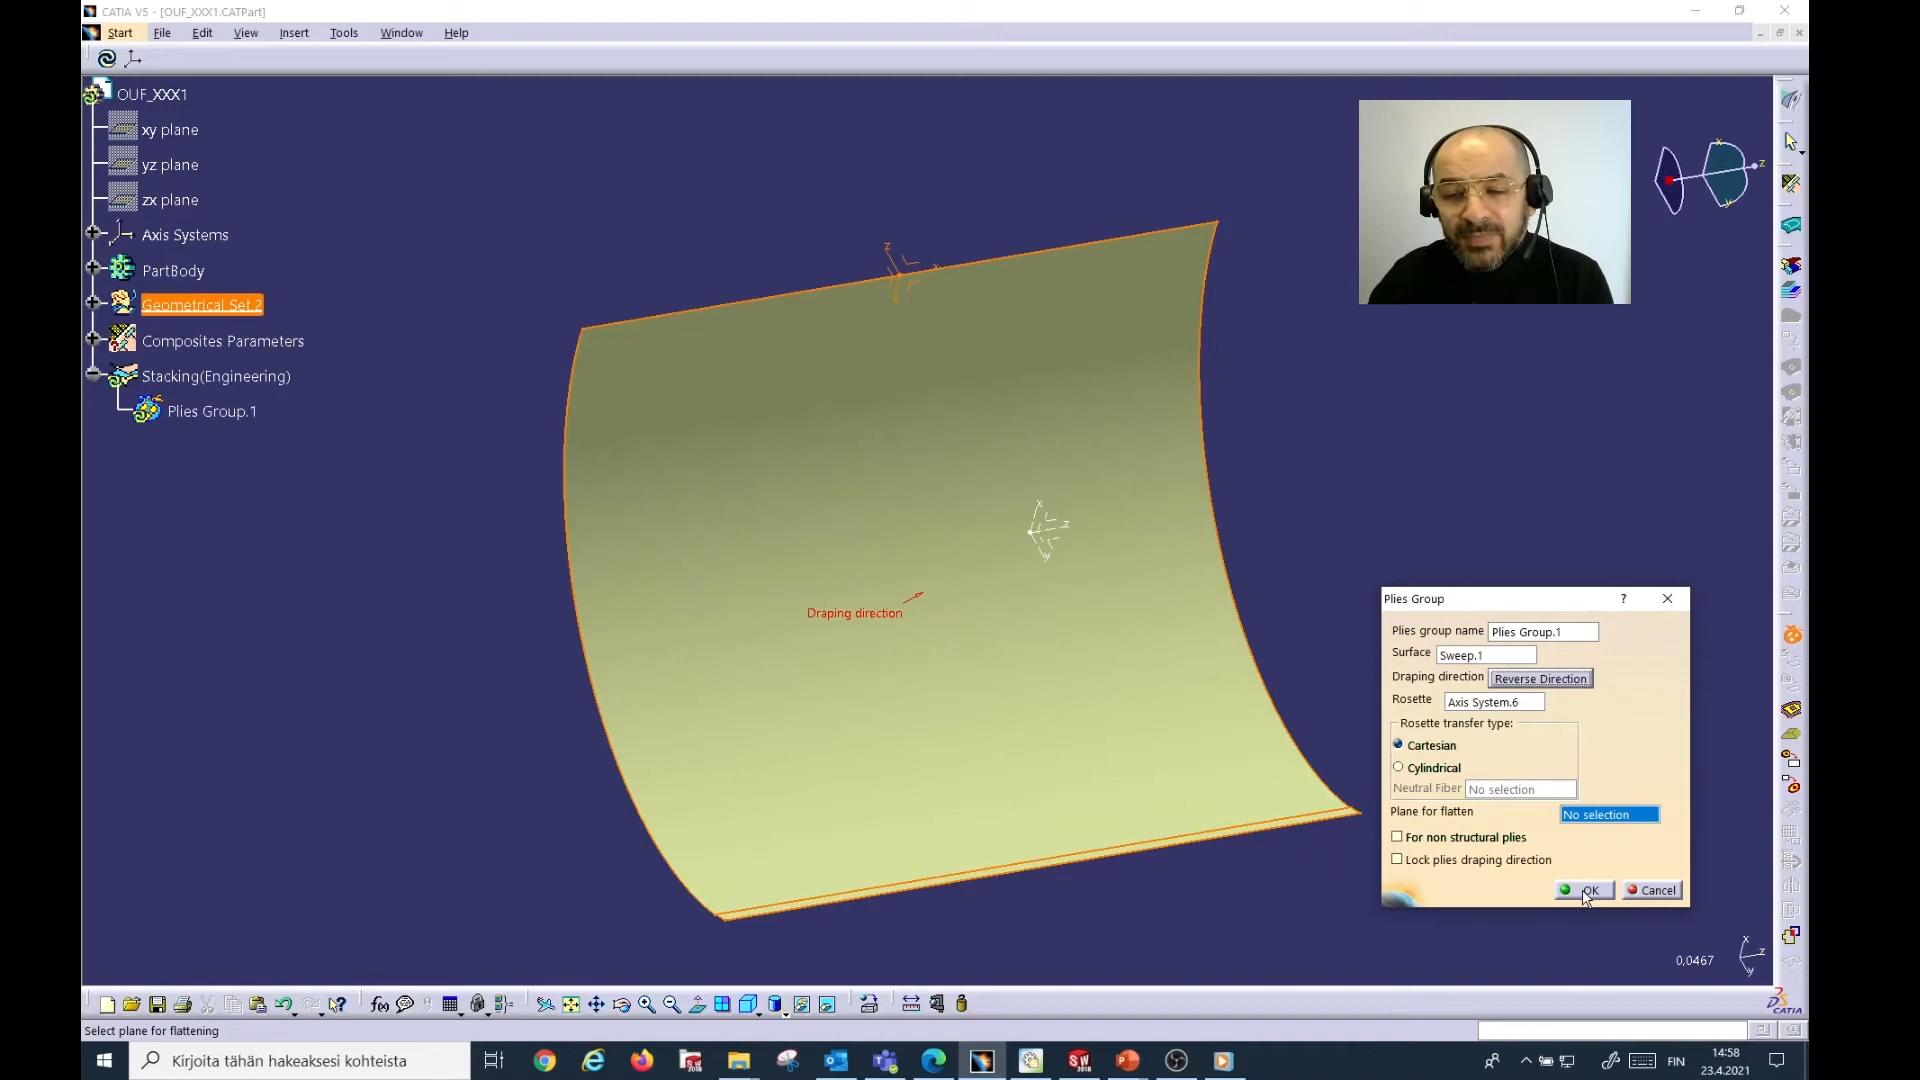 CATIA V5 - [OUF_XXX1.CATPart]
Start File Edit View Insert Tools Window Help
OUF_XXX1
xy plane
yz plane
zx plane
Axis Systems
PartBody
Geometrical Set.2
Composites Parameters
Stacking(Engineering)
Plies Group.1
z
x
x
z
y
Draping direction
x
z
y
Plies Group ?
Plies group name Plies Group.1
Surface Sweep.1
Draping direction Reverse Direction
Rosette Axis System.6
Rosette transfer type:
Cartesian
Cylindrical
Neutral Fiber No selection
Plane for flatten No selection
For non structural plies
Lock plies draping direction
OK Cancel
0,0467
x
z
y
f(x)
CATIA
Select plane for flattening
Kirjoita tähän hakeaksesi kohteista
FIN
14:58
23.4.2021